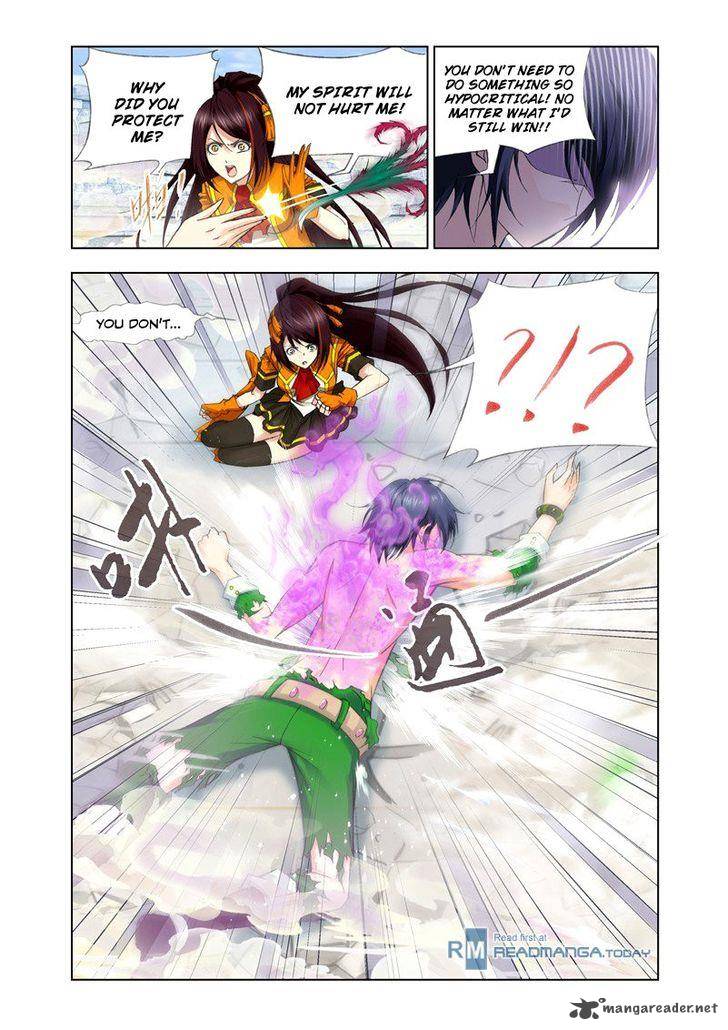 WHY
DID YOU
PROTECT
ME?
MY SPIRIT WILL
NOT HURT ME!
YOU DON'T NEED TO
DO SOMETHING SO
HYPOCRITICAL! NO
MATTER WHAT I'D
STILL WIN!!
YOU DON'T...
?!?
RM
Read first at
READMANGA.TODAY
mangareader.net